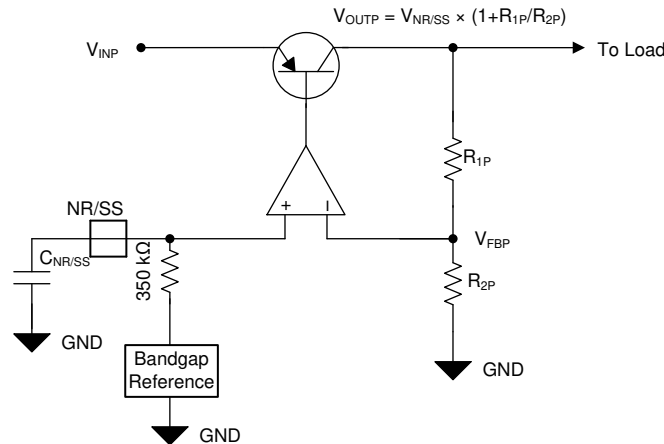 V_OUTP = V_NR/SS × (1+R_1P/R_2P)
V_INP
To Load
R_1P
+
–
NR/SS
V_FBP
C_NR/SS
350 kΩ
R_2P
GND
Bandgap
Reference
GND
GND